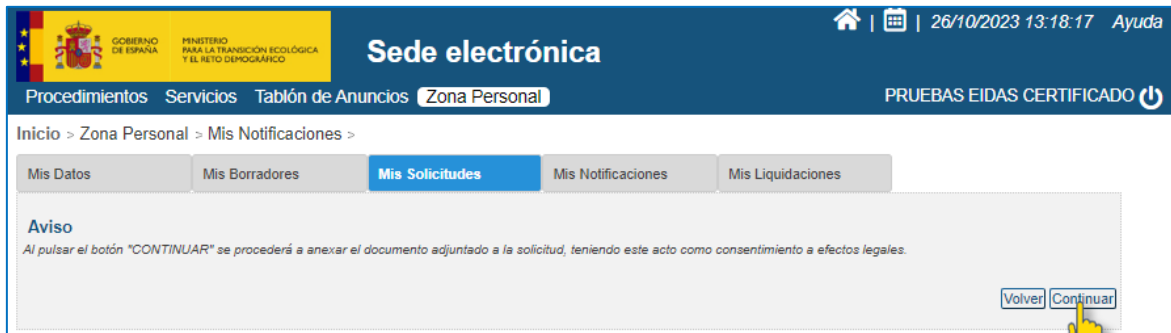 | | 26/10/2023 13:18:17 Ayuda
GOBIERNO
DE ESPAÑA
MINISTERIO
PARA LA TRANSICIÓN ECOLÓGICA
Y EL RETO DEMOGRÁFICO
Sede electrónica
Procedimientos Servicios Tablón de Anuncios Zona Personal
PRUEBAS EIDAS CERTIFICADO
Inicio > Zona Personal > Mis Notificaciones >
Mis Datos Mis Borradores Mis Solicitudes Mis Notificaciones Mis Liquidaciones
Aviso
Al pulsar el botón "CONTINUAR" se procederá a anexar el documento adjuntado a la solicitud, teniendo este acto como consentimiento a efectos legales.
Volver Continuar